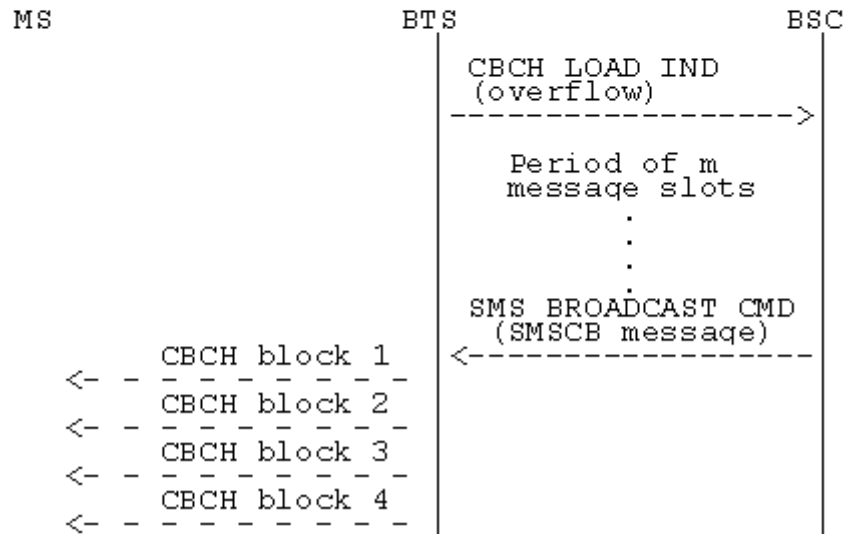 MS BTS BSC
CBCH LOAD IND
(overflow)
Period of m
message slots
SMS BROADCAST CMD
(SMSCB message)
CBCH block 1
CBCH block 2
CBCH block 3
CBCH block 4